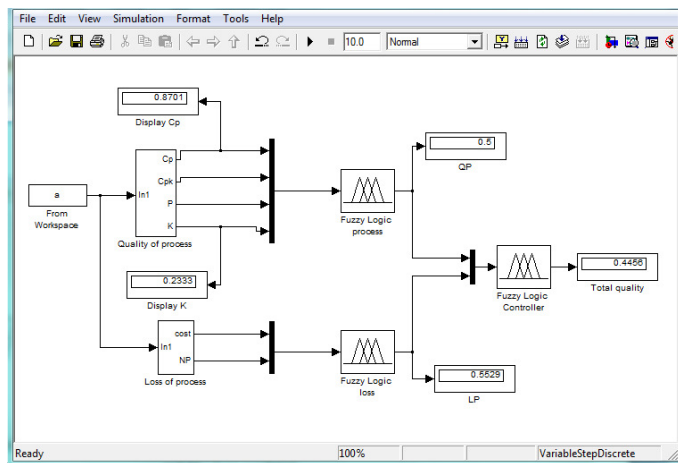 File Edit View Simulation Format Tools Help
10.0 Normal
0.8701
Display Cp
0.5
QP
Cp
Cpk
In1
P
K
Quality of process
a
From
Workspace
Fuzzy Logic
process
0.2333
Display K
Fuzzy Logic
Controller
0.4456
Total quality
cost
In1
NP
Loss of process
Fuzzy Logic
loss
0.5529
LP
Ready 100% VariableStepDiscrete